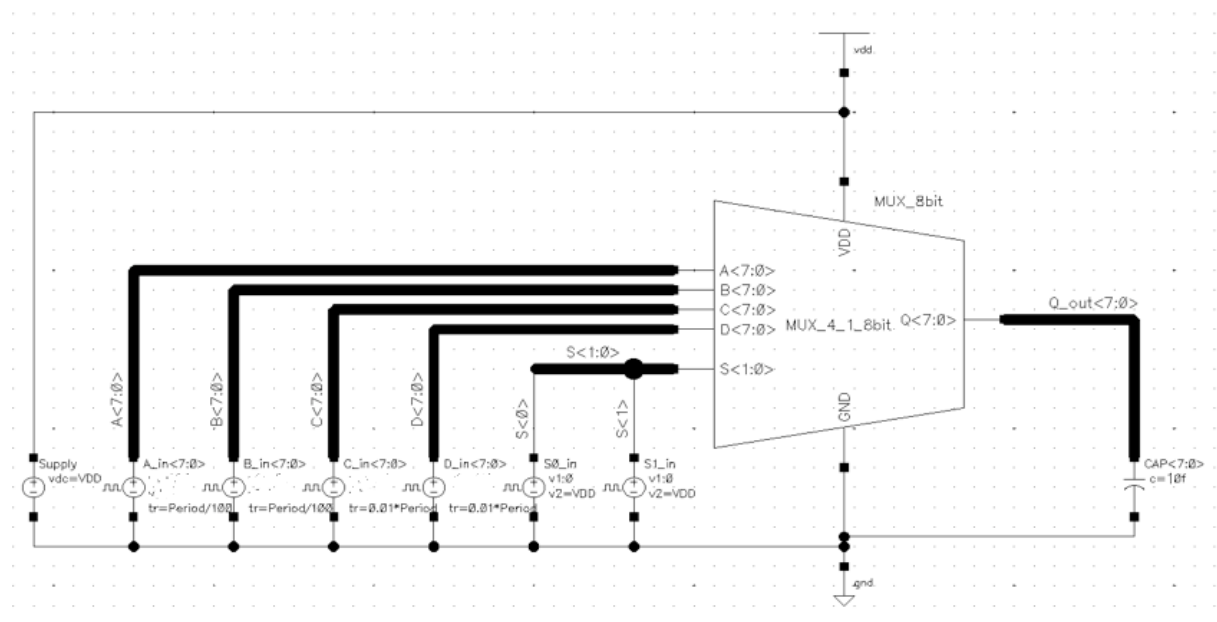 vdd
MUX_8bit
VDD
A<7:0>
B<7:0>
C<7:0>
D<7:0>
MUX_4_1_8bit
Q<7:0>
Q_out<7:0>
S<1:0>
S<1:0>
GND
A<7:0>
B<7:0>
C<7:0>
D<7:0>
S<0>
S<1>
Supply
vdc=VDD
A_in<7:0>
tr=Period/100
B_in<7:0>
tr=Period/100
C_in<7:0>
tr=0.01*Period
D_in<7:0>
tr=0.01*Period
S0_in
v1:0
v2=VDD
S1_in
v1:0
v2=VDD
CAP<7:0>
c=10f
gnd